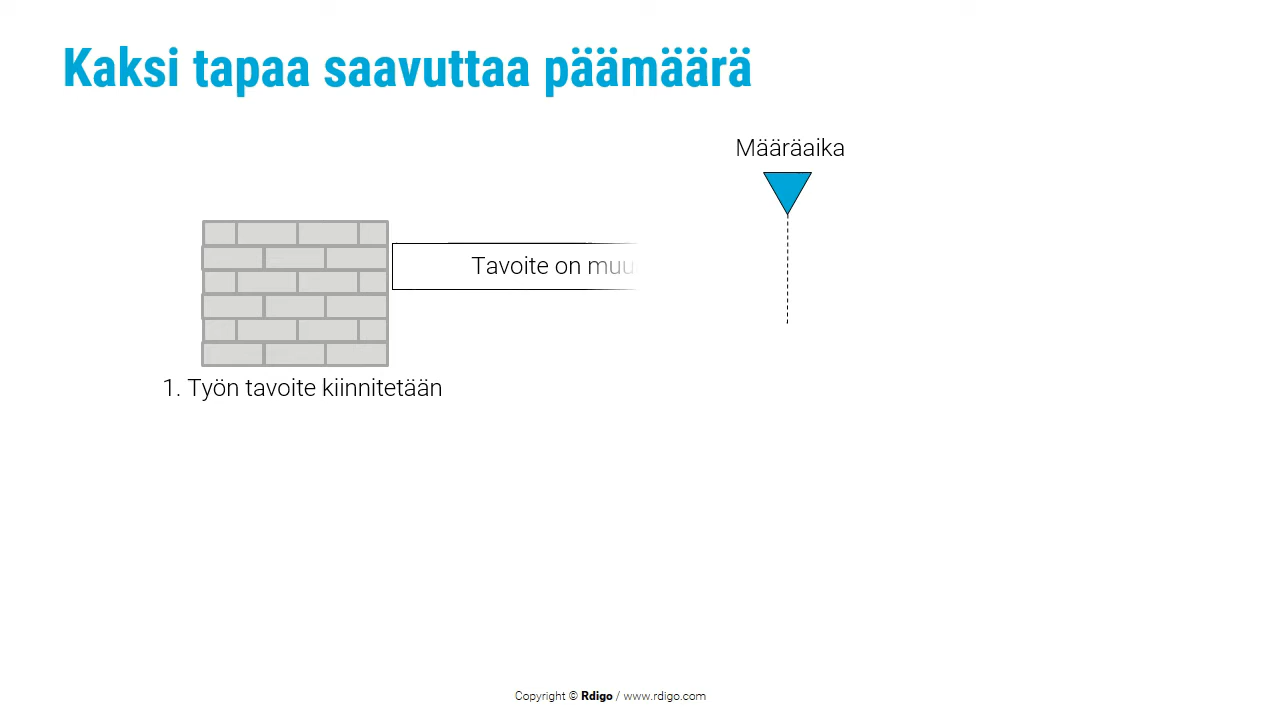 Kaksi tapaa saavuttaa päämäärä
Määräaika
Tavoite on
1. Työn tavoite kiinnitetään
Copyright © Rdigo / www.rdigo.com